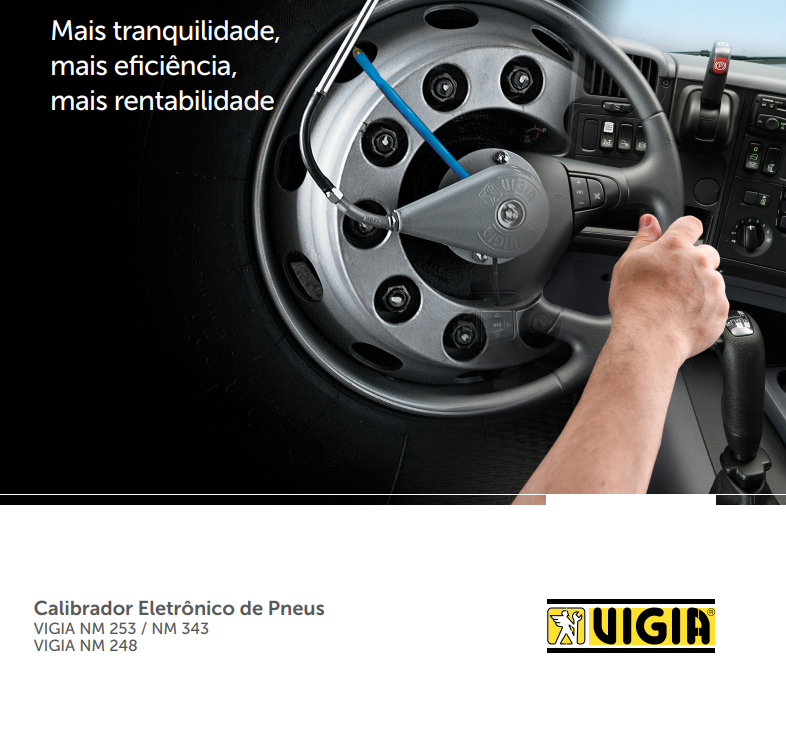 Mais tranquilidade,
mais eficiência,
mais rentabilidade
VIGIA
Calibrador Eletrônico de Pneus
VIGIA NM 253 / NM 343
VIGIA NM 248
VIGIA®